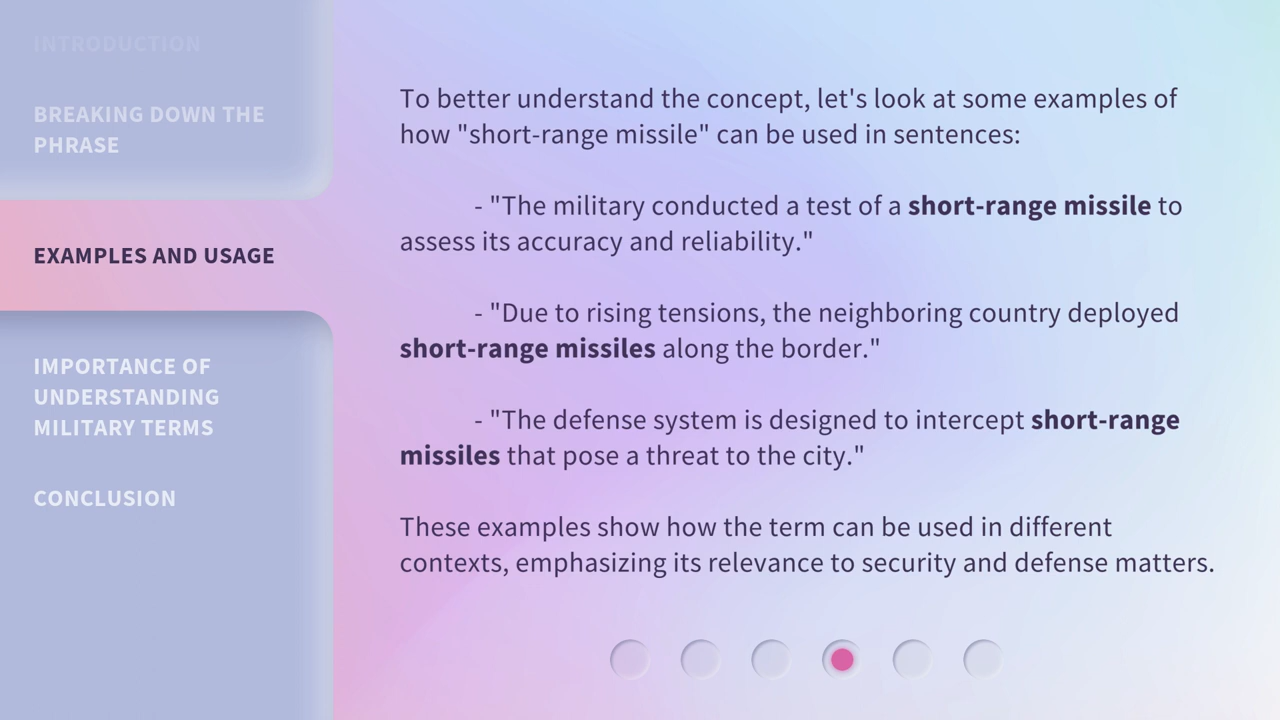 INTRODUCTION
BREAKING DOWN THE
PHRASE
EXAMPLES AND USAGE
IMPORTANCE OF
UNDERSTANDING
MILITARY TERMS
CONCLUSION
To better understand the concept, let's look at some examples of
how "short-range missile" can be used in sentences:
- "The military conducted a test of a short-range missile to
assess its accuracy and reliability."
- "Due to rising tensions, the neighboring country deployed
short-range missiles along the border."
- "The defense system is designed to intercept short-range
missiles that pose a threat to the city."
These examples show how the term can be used in different
contexts, emphasizing its relevance to security and defense matters.